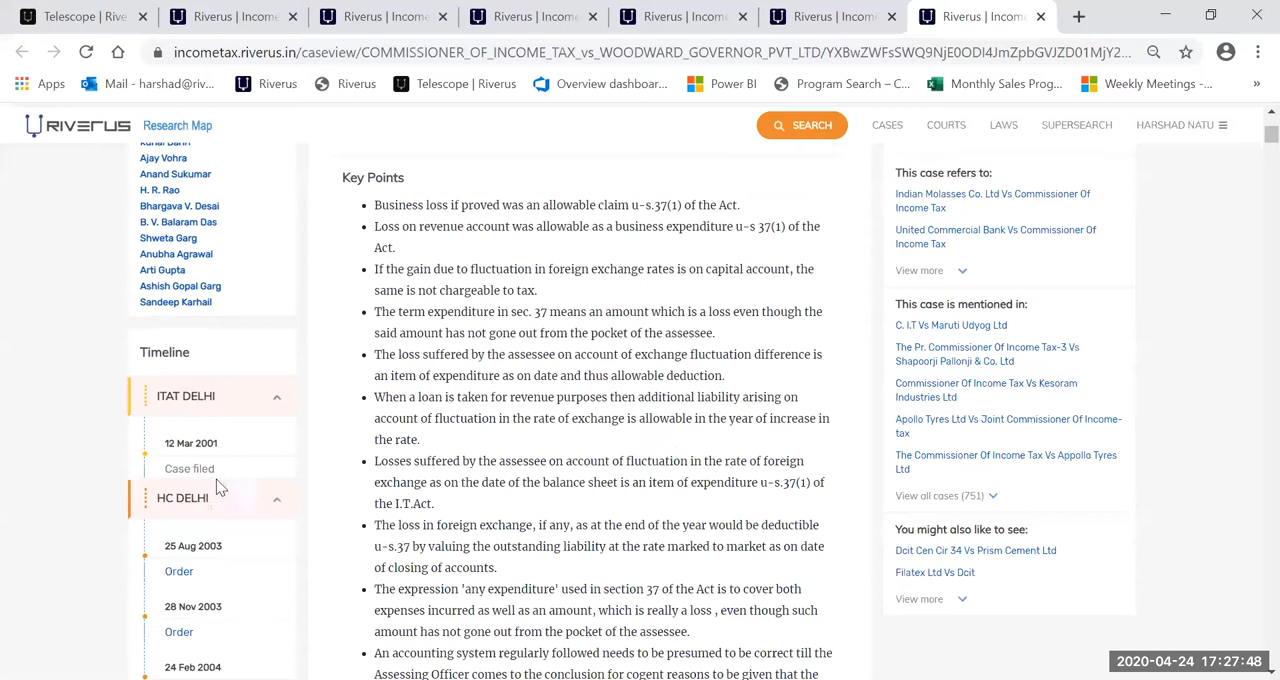 Telescope | Rive
Riverus | Income
Riverus | Income
Riverus | Income
Riverus | Income
Riverus | Income
Riverus | Income
incometax.riverus.in/caseview/COMMISSIONER_OF_INCOME_TAX_vs_WOODWARD_GOVERNOR_PVT_LTD/YXBwZWFsSWQ9NjE0ODI4JmZpbGVJZD01MjY2...
Apps
Mail - harshad@riv...
Riverus
Riverus
Telescope | Riverus
Overview dashboar...
Power BI
Program Search – C...
Monthly Sales Prog...
Weekly Meetings -...
»
RIVERUS
Research Map
SEARCH
CASES
COURTS
LAWS
SUPERSEARCH
HARSHAD NATU
Ajay Vohra
Anand Sukumar
H. R. Rao
Bhargava V. Desai
B. V. Balaram Das
Shweta Garg
Anubha Agrawal
Arti Gupta
Ashish Gopal Garg
Sandeep Karhail
Timeline
ITAT DELHI
12 Mar 2001
Case filed
HC DELHI
25 Aug 2003
Order
28 Nov 2003
Order
24 Feb 2004
Key Points
• Business loss if proved was an allowable claim u-s.37(1) of the Act.
• Loss on revenue account was allowable as a business expenditure u-s 37(1) of the
Act.
• If the gain due to fluctuation in foreign exchange rates is on capital account, the
same is not chargeable to tax.
• The term expenditure in sec. 37 means an amount which is a loss even though the
said amount has not gone out from the pocket of the assessee.
• The loss suffered by the assessee on account of exchange fluctuation difference is
an item of expenditure as on date and thus allowable deduction.
• When a loan is taken for revenue purposes then additional liability arising on
account of fluctuation in the rate of exchange is allowable in the year of increase in
the rate.
• Losses suffered by the assessee on account of fluctuation in the rate of foreign
exchange as on the date of the balance sheet is an item of expenditure u-s.37(1) of
the I.T.Act.
• The loss in foreign exchange, if any, as at the end of the year would be deductible
u-s.37 by valuing the outstanding liability at the rate marked to market as on date
of closing of accounts.
• The expression 'any expenditure' used in section 37 of the Act is to cover both
expenses incurred as well as an amount, which is really a loss , even though such
amount has not gone out from the pocket of the assessee.
• An accounting system regularly followed needs to be presumed to be correct till the
Assessing Officer comes to the conclusion for cogent reasons to be given that the
This case refers to:
Indian Molasses Co. Ltd Vs Commissioner Of
Income Tax
United Commercial Bank Vs Commissioner Of
Income Tax
View more
This case is mentioned in:
C. I.T Vs Maruti Udyog Ltd
The Pr. Commissioner Of Income Tax-3 Vs
Shapoorji Pallonji & Co. Ltd
Commissioner Of Income Tax Vs Kesoram
Industries Ltd
Apollo Tyres Ltd Vs Joint Commissioner Of Income-
tax
The Commissioner Of Income Tax Vs Appollo Tyres
Ltd
View all cases (751)
You might also like to see:
Dcit Cen Cir 34 Vs Prism Cement Ltd
Filatex Ltd Vs Dcit
View more
2020-04-24 17:27:48